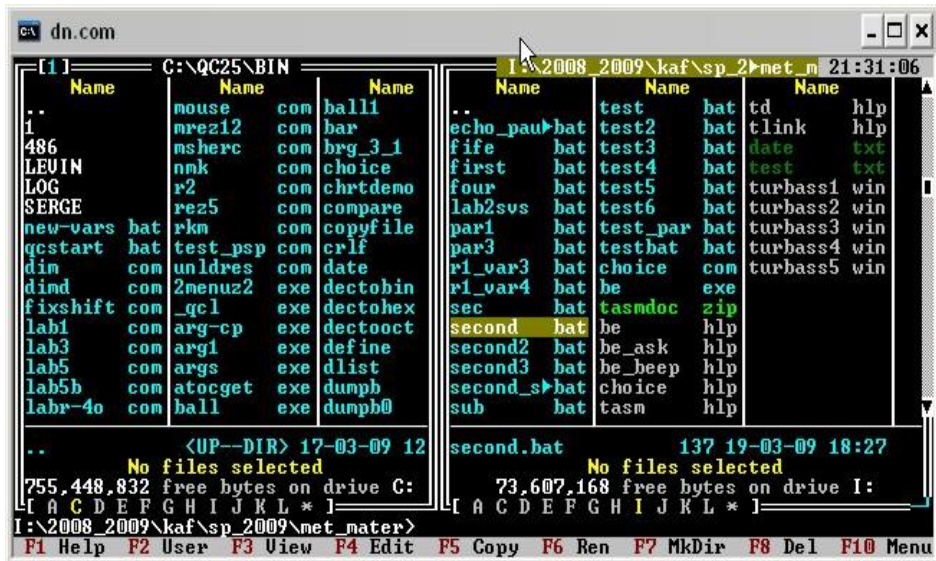 dn.com
[1] C:\QC25\BIN I:\2008_2009\kaf\sp_2▶met_m 21:31:06
Name Name Name Name Name Name
.. mouse com ball1 .. test bat td hlp
1 mrez12 com bar echo_pau▶bat test2 bat tlink hlp
486 msherc com brg_3_1 fife bat test3 bat date txt
LEVIN nmk com choice first bat test4 bat test txt
LOG r2 com chrtdemo four bat test5 bat turbass1 win
SERGE rez5 com compare lab2svs bat test6 bat turbass2 win
new-vars bat rkm com copyfile par1 bat test_par bat turbass3 win
qcstart bat test_psp com crlf par3 bat testbat bat turbass4 win
dim com unldres com date r1_var3 bat choice com turbass5 win
dimd com 2menuz2 exe dectobin r1_var4 bat be exe
fixshift com _qcl exe dectohex sec bat tasmdoc zip
lab1 com arg-cp exe dectooct second bat be hlp
lab3 com arg1 exe define second2 bat be_ask hlp
lab5 com args exe dlist second3 bat be_beep hlp
lab5b com atocget exe dumpb second_s▶bat choice hlp
labr-4o com ball exe dumpb0 sub bat tasm hlp
.. <UP--DIR> 17-03-09 12 second.bat 137 19-03-09 18:27
No files selected No files selected
755,448,832 free bytes on drive C: 73,607,168 free bytes on drive I:
[ A C D E F G H I J K L * ] [ A C D E F G H I J K L * ]
I:\2008_2009\kaf\sp_2009\met_mater>
F1 Help F2 User F3 View F4 Edit F5 Copy F6 Ren F7 MkDir F8 Del F10 Menu